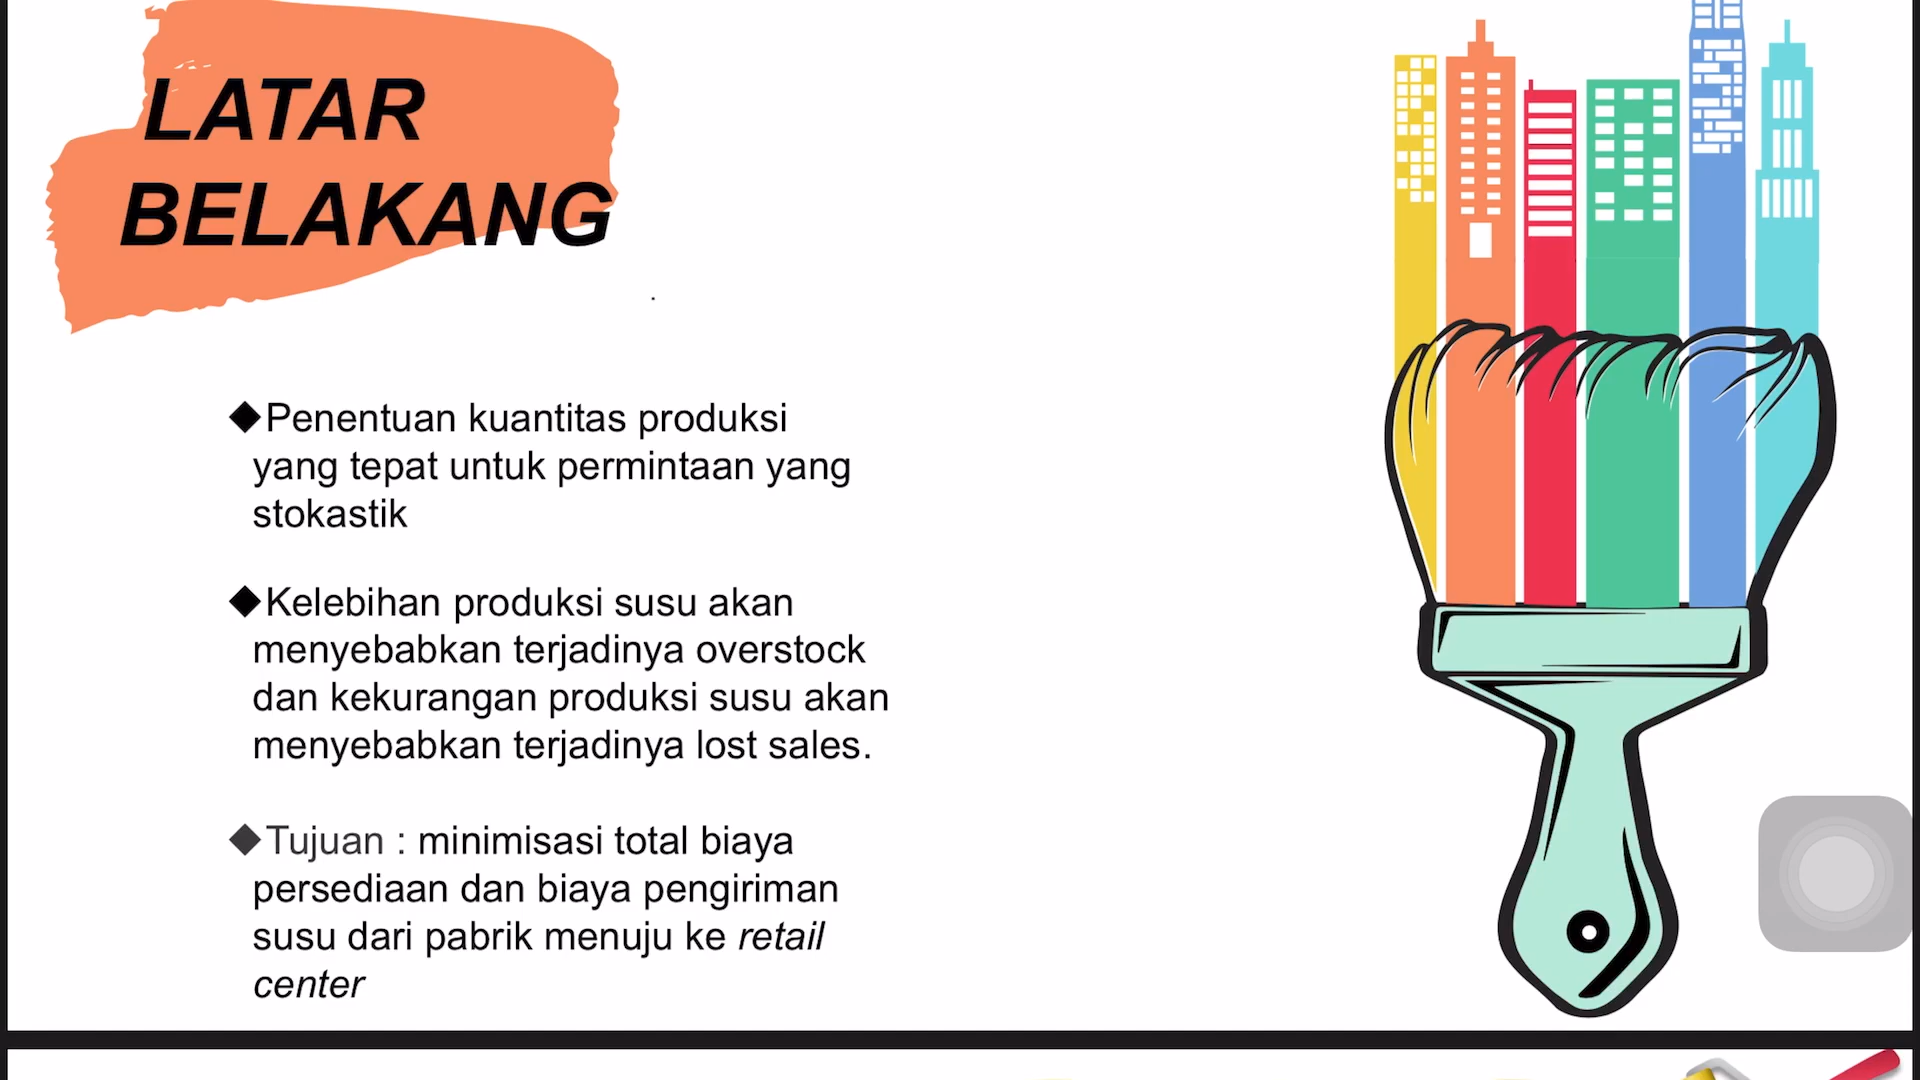 LATAR
BELAKANG
.
◆Penentuan kuantitas produksi
yang tepat untuk permintaan yang
stokastik
◆Kelebihan produksi susu akan
menyebabkan terjadinya overstock
dan kekurangan produksi susu akan
menyebabkan terjadinya lost sales.
◆Tujuan : minimisasi total biaya
persediaan dan biaya pengiriman
susu dari pabrik menuju ke retail
center